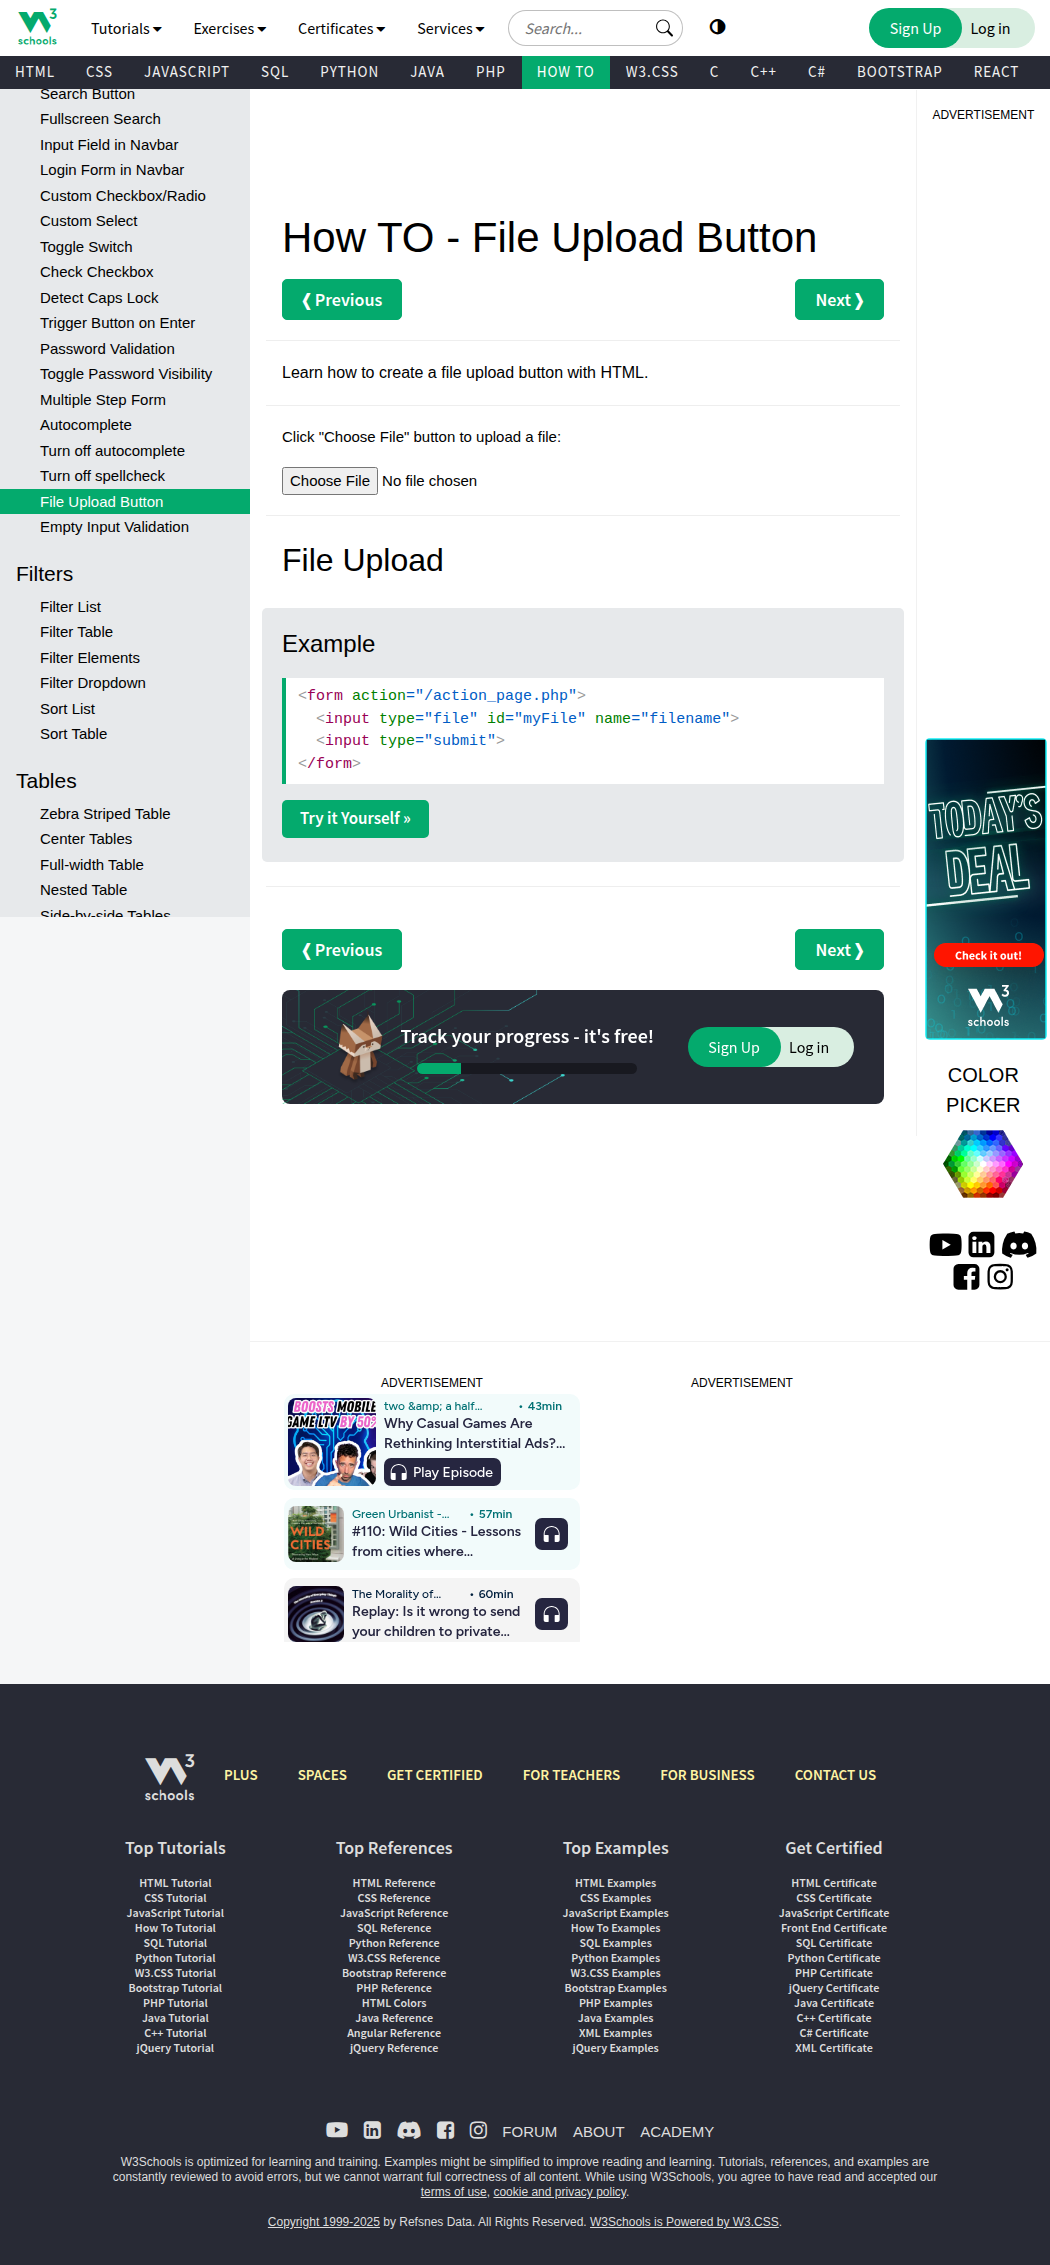 W3 schools
Tutorials Exercises Certificates Services Search... Sign Up Log in
HTML CSS JAVASCRIPT SQL PYTHON JAVA PHP HOW TO W3.CSS C C++ C# BOOTSTRAP REACT
Search Button
Fullscreen Search
Input Field in Navbar
Login Form in Navbar
Custom Checkbox/Radio
Custom Select
Toggle Switch
Check Checkbox
Detect Caps Lock
Trigger Button on Enter
Password Validation
Toggle Password Visibility
Multiple Step Form
Autocomplete
Turn off autocomplete
Turn off spellcheck
File Upload Button
Empty Input Validation
Filters
Filter List
Filter Table
Filter Elements
Filter Dropdown
Sort List
Sort Table
Tables
Zebra Striped Table
Center Tables
Full-width Table
Nested Table
Side-by-side Tables
How TO - File Upload Button
❮ Previous Next ❯
Learn how to create a file upload button with HTML.
Click "Choose File" button to upload a file:
Choose File No file chosen
File Upload
Example
<form action="/action_page.php">
  <input type="file" id="myFile" name="filename">
  <input type="submit">
</form>
Try it Yourself »
❮ Previous Next ❯
Track your progress - it's free! Sign Up Log in
ADVERTISEMENT
TODAY'S
DEAL
Check it out!
W3 schools
COLOR
PICKER
ADVERTISEMENT
BOOSTS MOBILE
GAME LTV BY 50%
two &amp; a half... • 43min
Why Casual Games Are
Rethinking Interstitial Ads?...
Play Episode
WILD
CITIES
Green Urbanist -... • 57min
#110: Wild Cities - Lessons
from cities where...
The Morality of... • 60min
Replay: Is it wrong to send
your children to private...
ADVERTISEMENT
W3 schools
PLUS SPACES GET CERTIFIED FOR TEACHERS FOR BUSINESS CONTACT US
Top Tutorials
HTML Tutorial
CSS Tutorial
JavaScript Tutorial
How To Tutorial
SQL Tutorial
Python Tutorial
W3.CSS Tutorial
Bootstrap Tutorial
PHP Tutorial
Java Tutorial
C++ Tutorial
jQuery Tutorial
Top References
HTML Reference
CSS Reference
JavaScript Reference
SQL Reference
Python Reference
W3.CSS Reference
Bootstrap Reference
PHP Reference
HTML Colors
Java Reference
Angular Reference
jQuery Reference
Top Examples
HTML Examples
CSS Examples
JavaScript Examples
How To Examples
SQL Examples
Python Examples
W3.CSS Examples
Bootstrap Examples
PHP Examples
Java Examples
XML Examples
jQuery Examples
Get Certified
HTML Certificate
CSS Certificate
JavaScript Certificate
Front End Certificate
SQL Certificate
Python Certificate
PHP Certificate
jQuery Certificate
Java Certificate
C++ Certificate
C# Certificate
XML Certificate
FORUM ABOUT ACADEMY
W3Schools is optimized for learning and training. Examples might be simplified to improve reading and learning. Tutorials, references, and examples are
constantly reviewed to avoid errors, but we cannot warrant full correctness of all content. While using W3Schools, you agree to have read and accepted our
terms of use, cookie and privacy policy.
Copyright 1999-2025 by Refsnes Data. All Rights Reserved. W3Schools is Powered by W3.CSS.